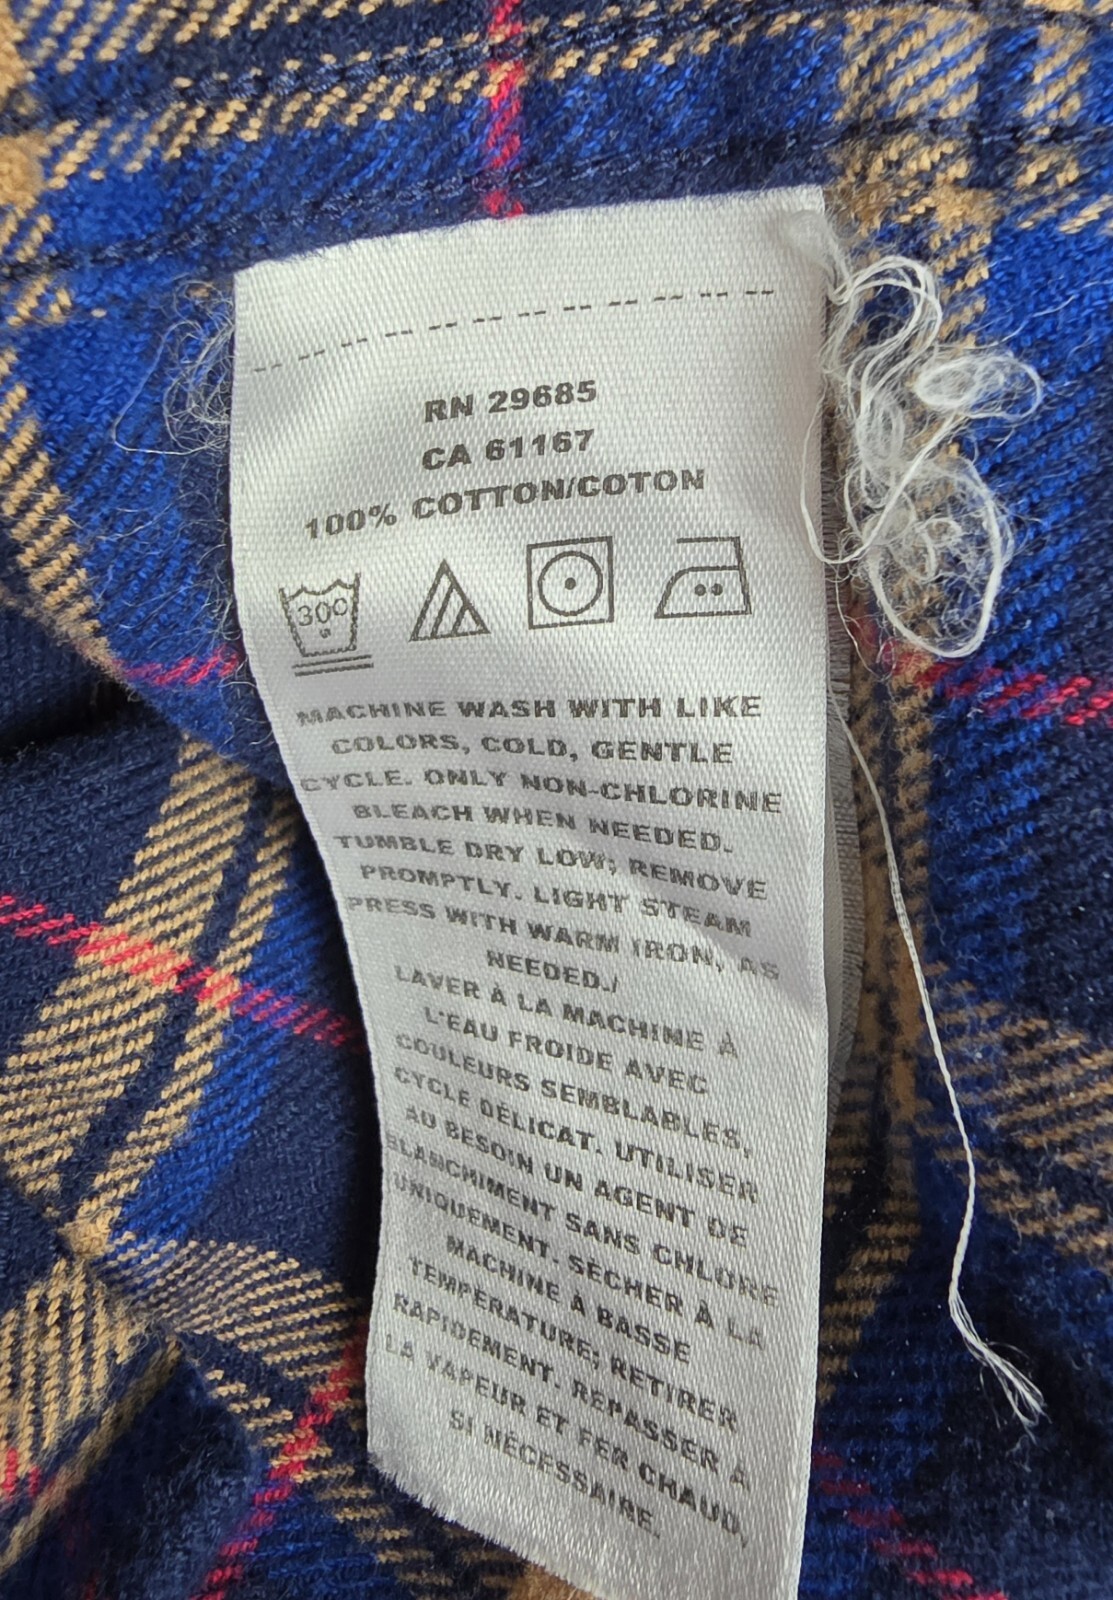 RN 29685
CA 61167
100% COTTON/COTON
30C
MACHINE WASH WITH LIKE
COLORS, COLD, GENTLE
CYCLE. ONLY NON-CHLORINE
BLEACH WHEN NEEDED.
TUMBLE DRY LOW; REMOVE
PROMPTLY. LIGHT STEAM
PRESS WITH WARM IRON, AS
NEEDED./
LAVER À LA MACHINE À
L'EAU FROIDE AVEC
COULEURS SEMBLABLES,
CYCLE DÉLICAT. UTILISER
AU BESOIN UN AGENT DE
BLANCHIMENT SANS CHLORE
UNIQUEMENT. SÉCHER À LA
MACHINE À BASSE
TEMPÉRATURE; RETIRER
RAPIDEMENT. REPASSER À
LA VAPEUR ET FER CHAUD,
SI NÉCESSAIRE.